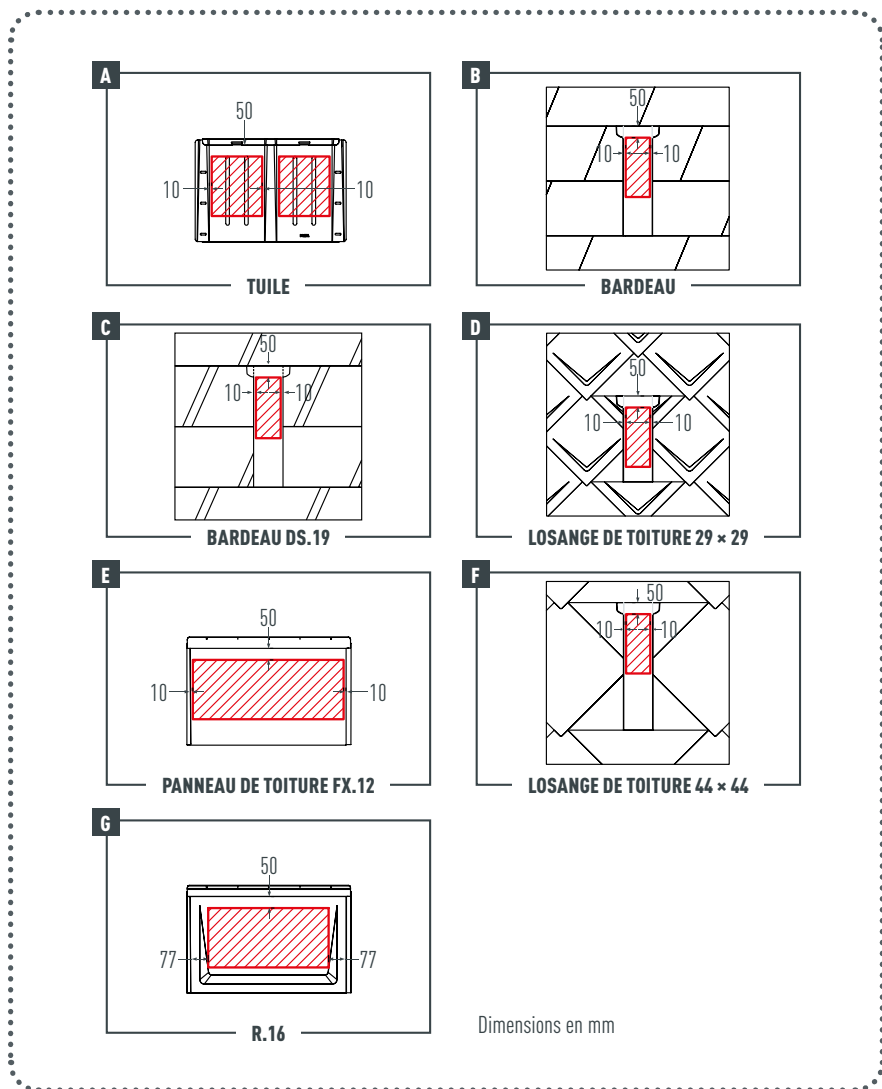 A
50
10
10
TUILE
B
50
10
10
BARDEAU
C
50
10
10
BARDEAU DS.19
D
50
10
10
LOSANGE DE TOITURE 29 × 29
E
50
10
10
PANNEAU DE TOITURE FX.12
F
50
10
10
LOSANGE DE TOITURE 44 × 44
G
50
77
77
R.16
Dimensions en mm